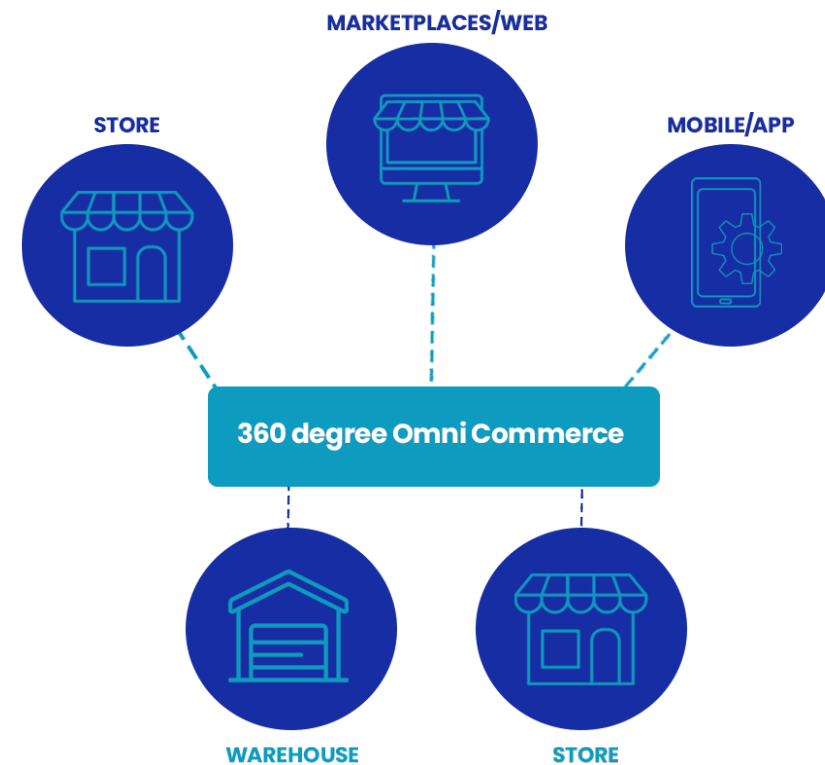 MARKETPLACES/WEB
STORE
MOBILE/APP
360 degree Omni Commerce
WAREHOUSE
STORE